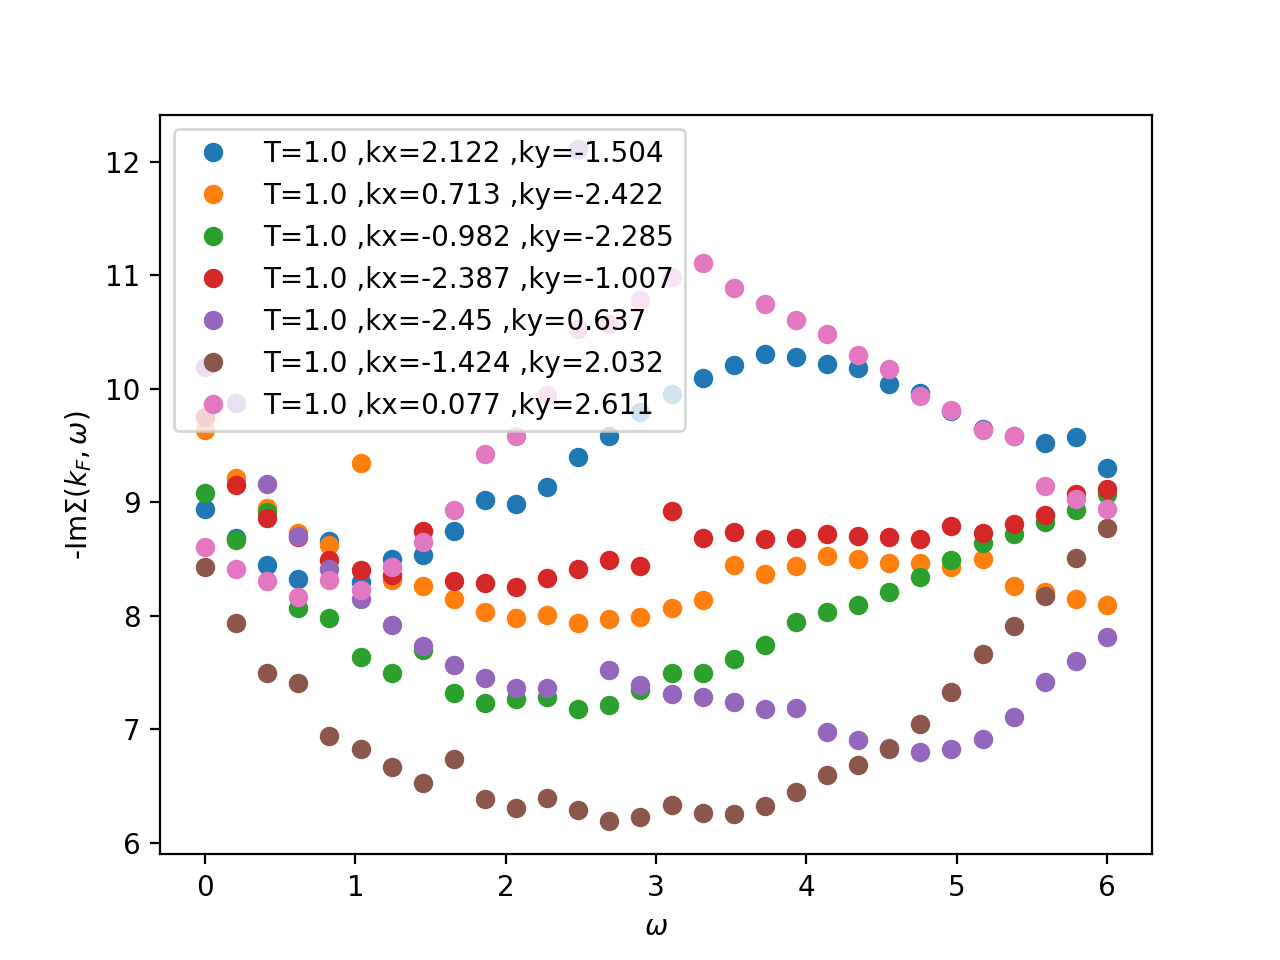 T=1.0 ,kx=2.122 ,ky=-1.504
T=1.0 ,kx=0.713 ,ky=-2.422
T=1.0 ,kx=-0.982 ,ky=-2.285
T=1.0 ,kx=-2.387 ,ky=-1.007
T=1.0 ,kx=-2.45 ,ky=0.637
T=1.0 ,kx=-1.424 ,ky=2.032
T=1.0 ,kx=0.077 ,ky=2.611
12
11
10
9
8
7
6
-ImΣ(k_F, ω)
0 1 2 3 4 5 6
ω